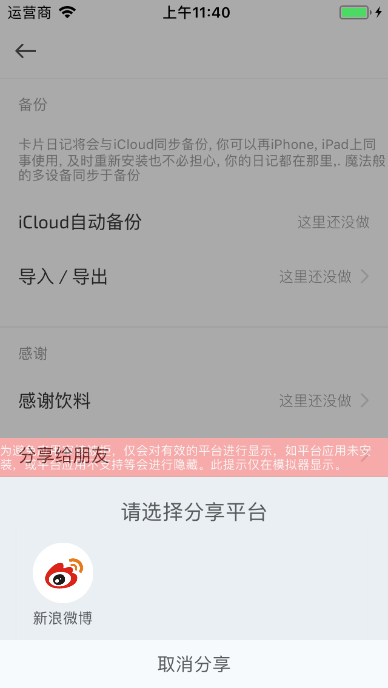 运营商
上午11:40
备份
卡片日记将会与iCloud同步备份, 你可以再iPhone, iPad上同
事使用, 及时重新安装也不必担心, 你的日记都在那里,. 魔法般
的多设备同步于备份
iCloud自动备份
这里还没做
导入 / 导出
这里还没做
感谢
感谢饮料
这里还没做
分享给朋友
，仅会对有效的平台进行显示，如平台应用未安
装，或平台应用不支持等会进行隐藏。此提示仅在模拟器显示。
请选择分享平台
新浪微博
取消分享